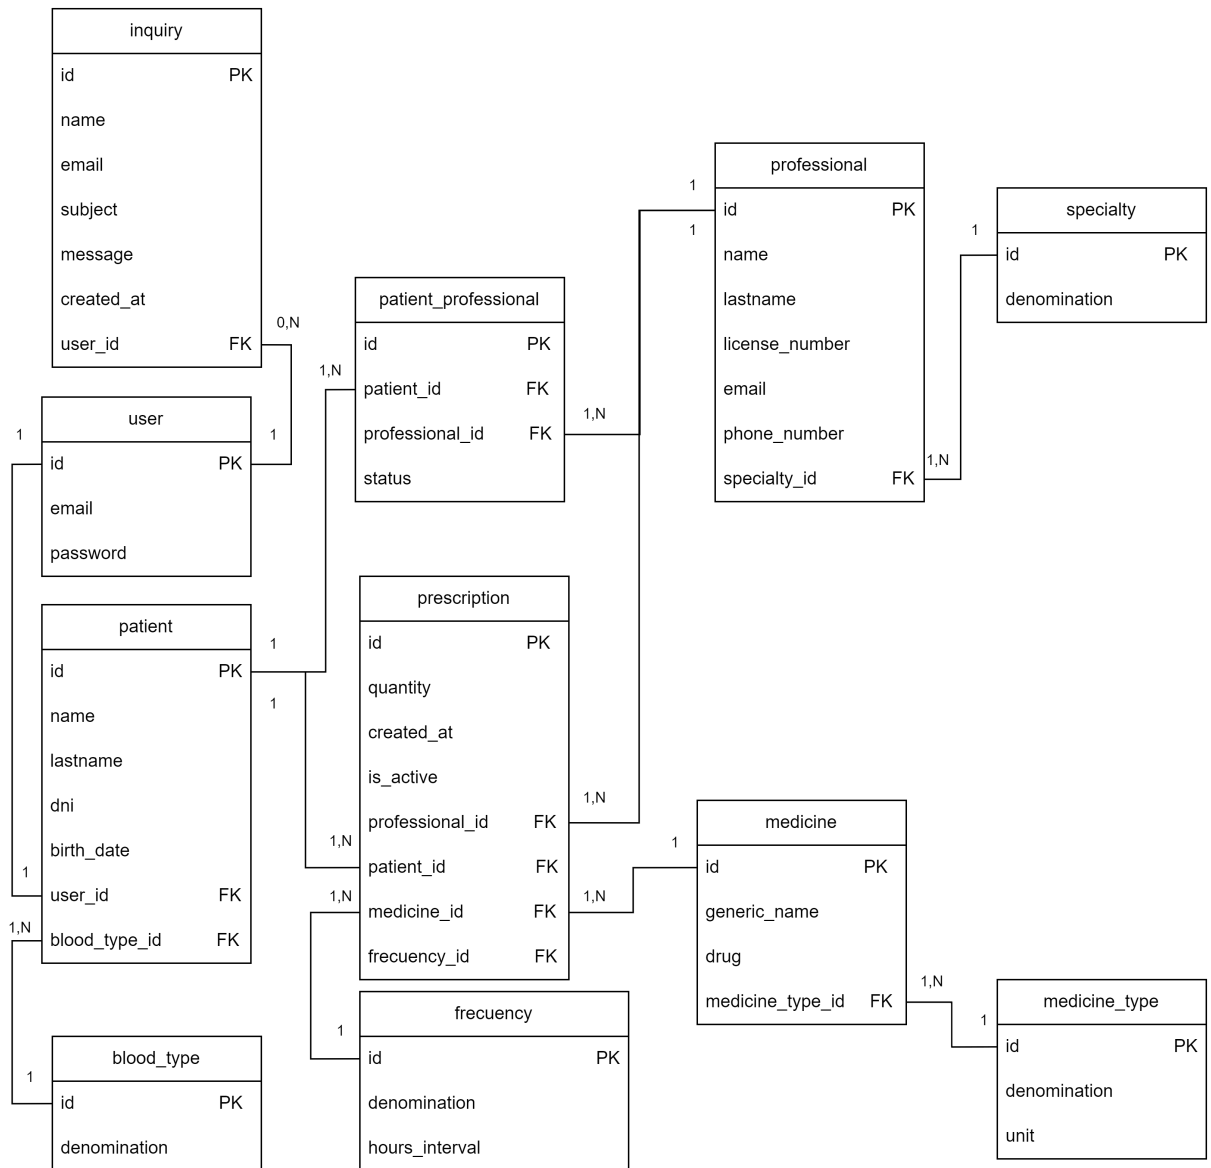 inquiry
id PK
name
email
subject
message
created_at
user_id FK
0,N
user
1
1
id PK
email
password
patient
1
id PK
1
name
lastname
dni
birth_date
1
user_id FK
1,N
blood_type_id FK
blood_type
1
id PK
denomination
patient_professional
id PK
1,N
patient_id FK
1,N
professional_id FK
status
prescription
id PK
quantity
created_at
is_active
1,N
professional_id FK
1,N
patient_id FK
1,N
1,N
medicine_id FK
frecuency_id FK
frecuency
1
id PK
denomination
hours_interval
professional
1
id PK
1
name
lastname
license_number
email
phone_number
1,N
specialty_id FK
specialty
1
id PK
denomination
medicine
1
id PK
generic_name
drug
1,N
medicine_type_id FK
medicine_type
1
id PK
denomination
unit